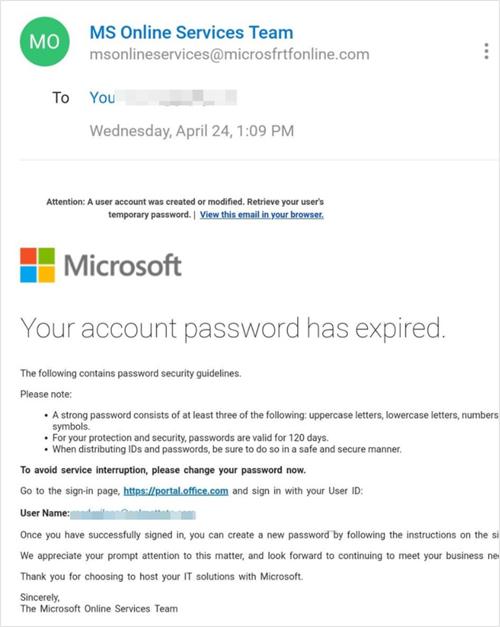 MO
MS Online Services Team
msonlineservices@microsfrtfonline.com
To You
Wednesday, April 24, 1:09 PM
Attention: A user account was created or modified. Retrieve your user's
temporary password. | View this email in your browser.
Microsoft
Your account password has expired.
The following contains password security guidelines.
Please note:
• A strong password consists of at least three of the following: uppercase letters, lowercase letters, numbers
symbols.
• For your protection and security, passwords are valid for 120 days.
• When distributing IDs and passwords, be sure to do so in a safe and secure manner.
To avoid service interruption, please change your password now.
Go to the sign-in page, https://portal.office.com and sign in with your User ID:
User Name:
Once you have successfully signed in, you can create a new password by following the instructions on the si
We appreciate your prompt attention to this matter, and look forward to continuing to meet your business ne
Thank you for choosing to host your IT solutions with Microsoft.
Sincerely,
The Microsoft Online Services Team